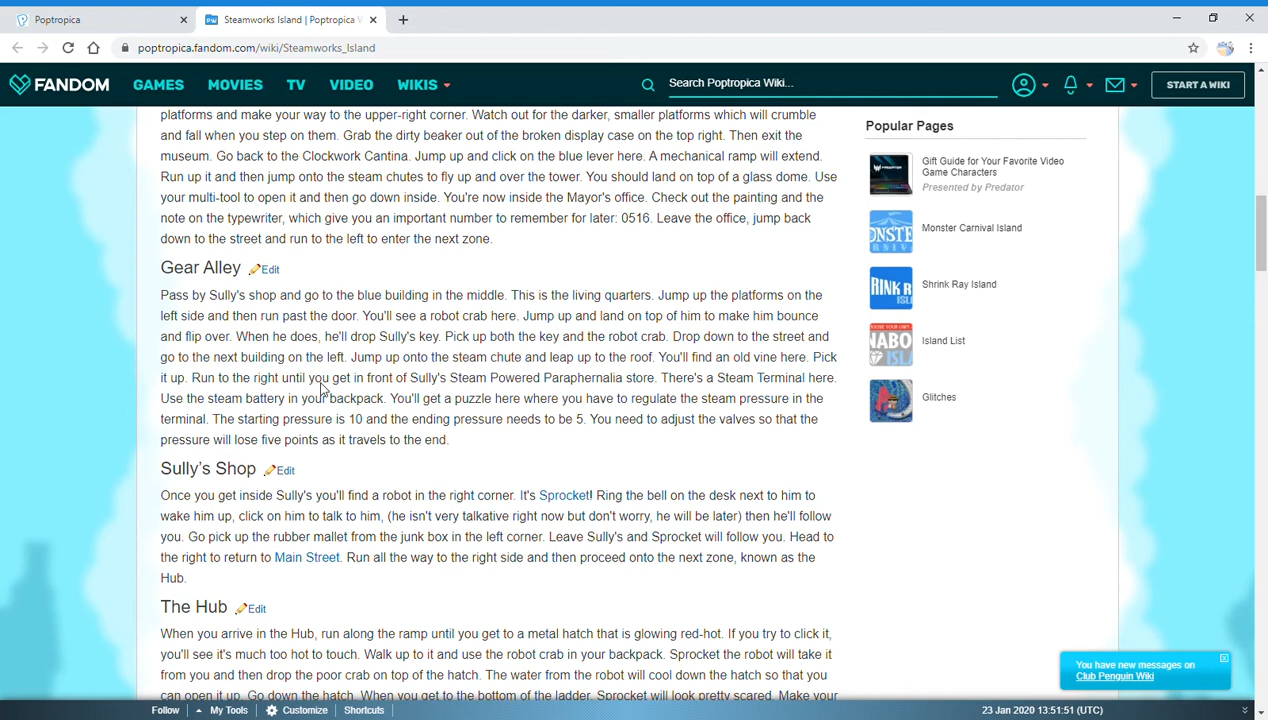 Poptropica
Steamworks Island | Poptropica
poptropica.fandom.com/wiki/Steamworks_Island
FANDOM GAMES MOVIES TV VIDEO WIKIS Search Poptropica Wiki... START A WIKI
platforms and make your way to the upper-right corner. Watch out for the darker, smaller platforms which will crumble
and fall when you step on them. Grab the dirty beaker out of the broken display case on the top right. Then exit the
museum. Go back to the Clockwork Cantina. Jump up and click on the blue lever here. A mechanical ramp will extend.
Run up it and then jump onto the steam chutes to fly up and over the tower. You should land on top of a glass dome. Use
your multi-tool to open it and then go down inside. You're now inside the Mayor's office. Check out the painting and the
note on the typewriter, which give you an important number to remember for later: 0516. Leave the office, jump back
down to the street and run to the left to enter the next zone.
Gear Alley Edit
Pass by Sully's shop and go to the blue building in the middle. This is the living quarters. Jump up the platforms on the
left side and then run past the door. You'll see a robot crab here. Jump up and land on top of him to make him bounce
and flip over. When he does, he'll drop Sully's key. Pick up both the key and the robot crab. Drop down to the street and
go to the next building on the left. Jump up onto the steam chute and leap up to the roof. You'll find an old vine here. Pick
it up. Run to the right until you get in front of Sully's Steam Powered Paraphernalia store. There's a Steam Terminal here.
Use the steam battery in your backpack. You'll get a puzzle here where you have to regulate the steam pressure in the
terminal. The starting pressure is 10 and the ending pressure needs to be 5. You need to adjust the valves so that the
pressure will lose five points as it travels to the end.
Sully's Shop Edit
Once you get inside Sully's you'll find a robot in the right corner. It's Sprocket! Ring the bell on the desk next to him to
wake him up, click on him to talk to him, (he isn't very talkative right now but don't worry, he will be later) then he'll follow
you. Go pick up the rubber mallet from the junk box in the left corner. Leave Sully's and Sprocket will follow you. Head to
the right to return to Main Street. Run all the way to the right side and then proceed onto the next zone, known as the
Hub.
The Hub Edit
When you arrive in the Hub, run along the ramp until you get to a metal hatch that is glowing red-hot. If you try to click it,
you'll see it's much too hot to touch. Walk up to it and use the robot crab in your backpack. Sprocket the robot will take it
from you and then drop the poor crab on top of the hatch. The water from the robot will cool down the hatch so that you
can open it up. Go down the hatch. When you get to the bottom of the ladder, Sprocket will look pretty scared. Make your
Popular Pages
PREDATOR
Gift Guide for Your Favorite Video
Game Characters
Presented by Predator
Monster Carnival Island
RINK R
Shrink Ray Island
NABO
Island List
Glitches
You have new messages on
Club Penguin Wiki
Follow My Tools Customize Shortcuts 23 Jan 2020 13:51:51 (UTC)